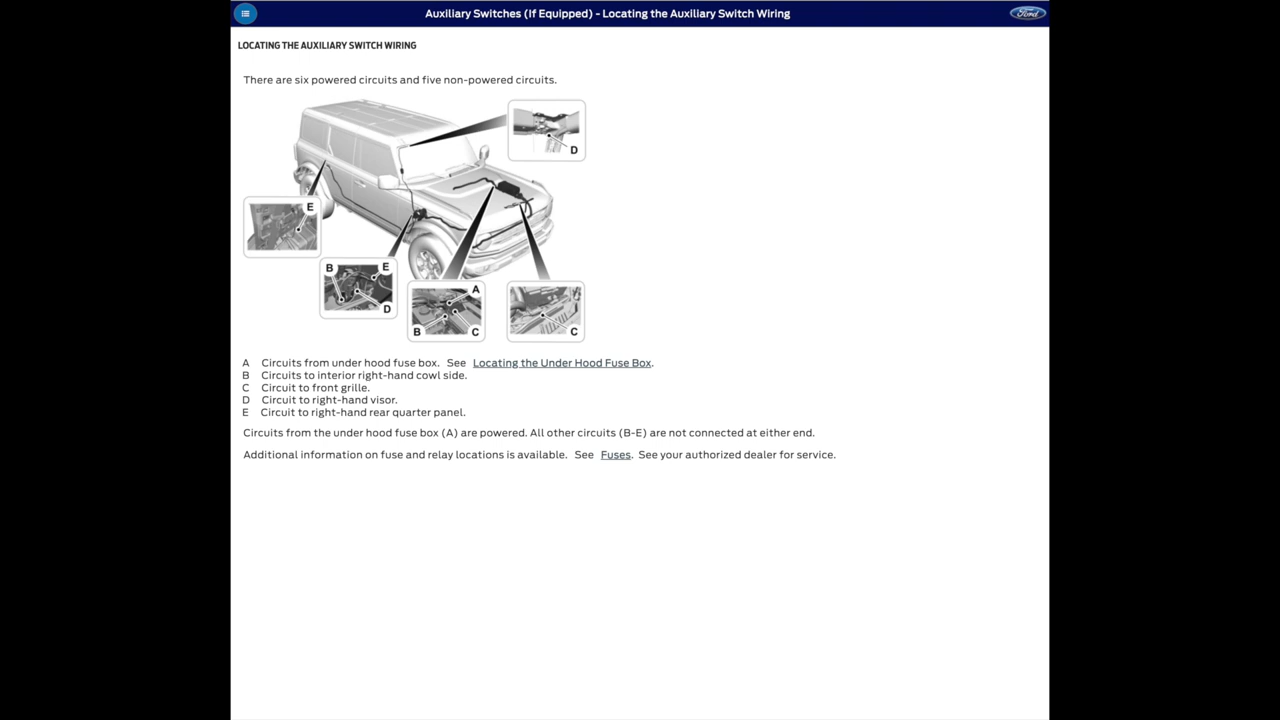 Auxiliary Switches (If Equipped) - Locating the Auxiliary Switch Wiring
Ford
LOCATING THE AUXILIARY SWITCH WIRING
There are six powered circuits and five non-powered circuits.
D
E
B E
D
A
B C
C
A Circuits from under hood fuse box. See Locating the Under Hood Fuse Box.
B Circuits to interior right-hand cowl side.
C Circuit to front grille.
D Circuit to right-hand visor.
E Circuit to right-hand rear quarter panel.
Circuits from the under hood fuse box (A) are powered. All other circuits (B-E) are not connected at either end.
Additional information on fuse and relay locations is available. See Fuses. See your authorized dealer for service.